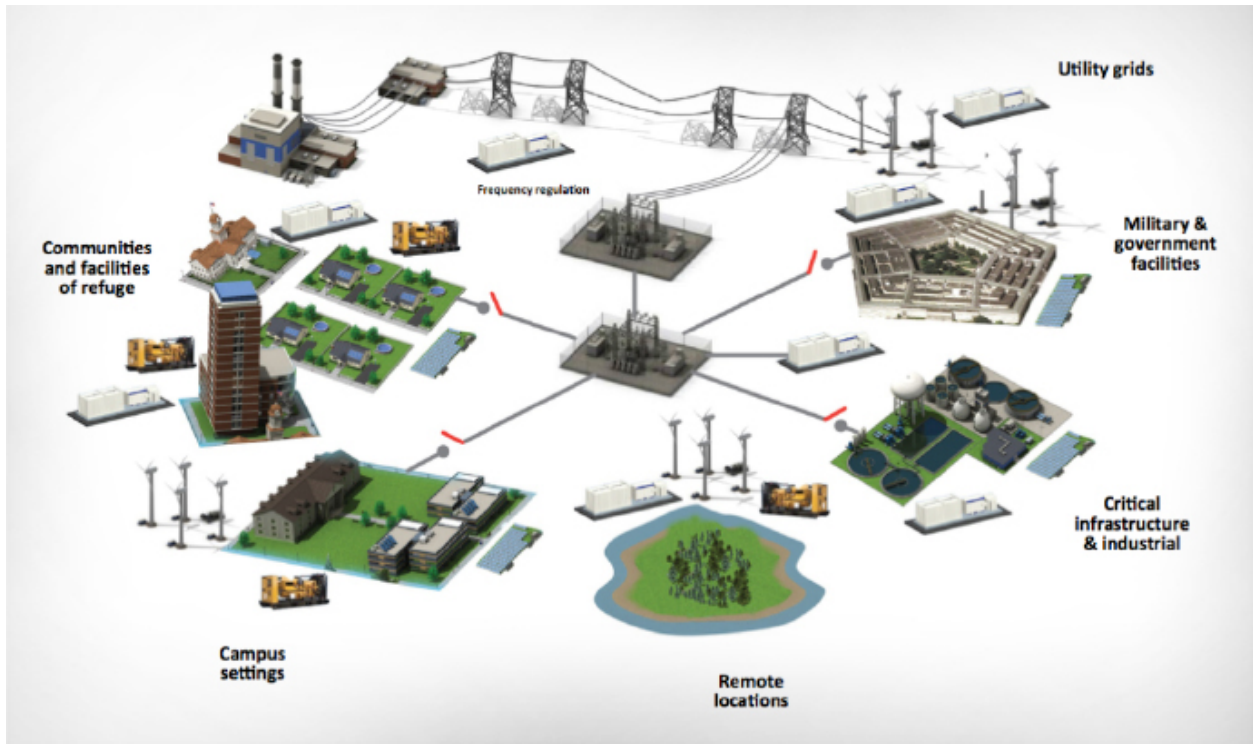 Utility grids
Frequency regulation
Communities
and facilities
of refuge
Military &
government
facilities
Critical
infrastructure
& industrial
Campus
settings
Remote
locations